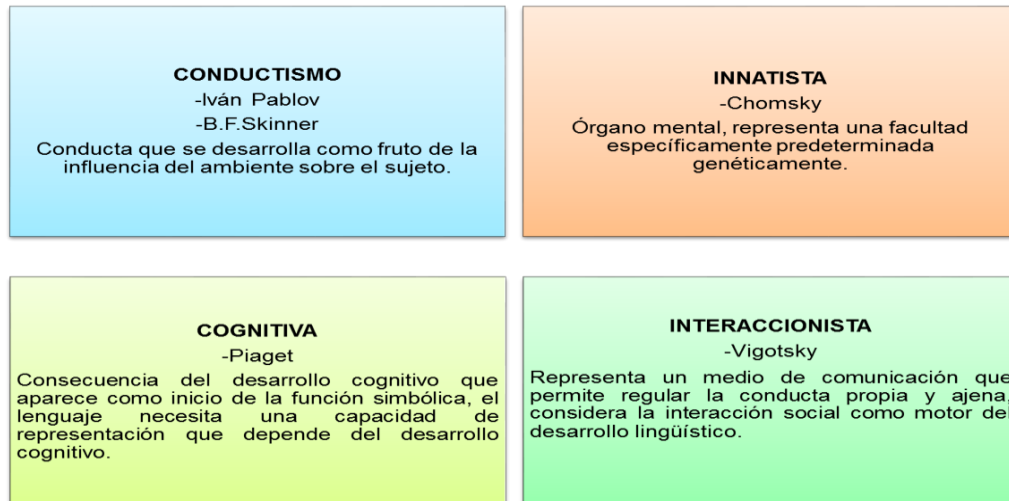 CONDUCTISMO
-Iván Pablov
-B.F.Skinner
Conducta que se desarrolla como fruto de la
influencia del ambiente sobre el sujeto.
INNATISTA
-Chomsky
Órgano mental, representa una facultad
específicamente predeterminada
genéticamente.
COGNITIVA
-Piaget
Consecuencia del desarrollo cognitivo que
aparece como inicio de la función simbólica, el
lenguaje necesita una capacidad de
representación que depende del desarrollo
cognitivo.
INTERACCIONISTA
-Vigotsky
Representa un medio de comunicación que
permite regular la conducta propia y ajena,
considera la interacción social como motor del
desarrollo lingüístico.